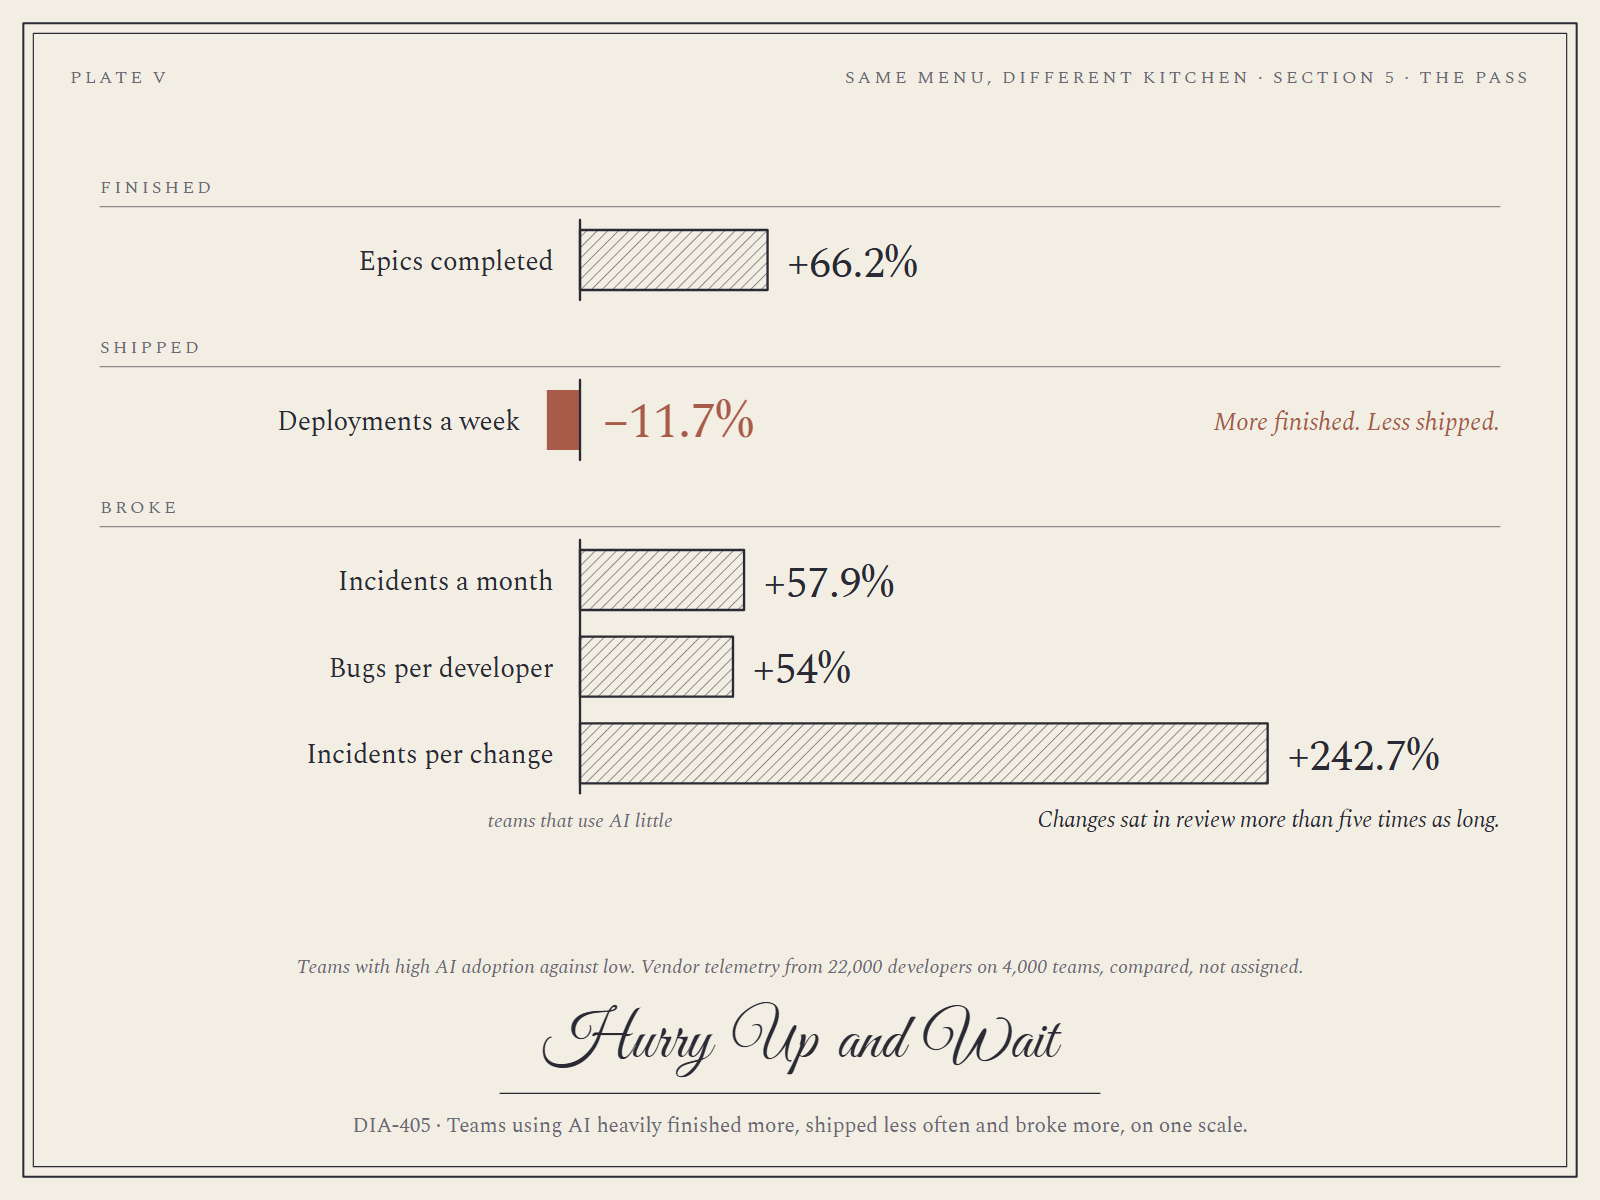 PLATE V
SAME MENU, DIFFERENT KITCHEN · SECTION 5 · THE PASS
FINISHED
Epics completed +66.2%
SHIPPED
Deployments a week −11.7% More finished. Less shipped.
BROKE
Incidents a month +57.9%
Bugs per developer +54%
Incidents per change +242.7%
teams that use AI little
Changes sat in review more than five times as long.
Teams with high AI adoption against low. Vendor telemetry from 22,000 developers on 4,000 teams, compared, not assigned.
Hurry Up and Wait
DIA-405 · Teams using AI heavily finished more, shipped less often and broke more, on one scale.